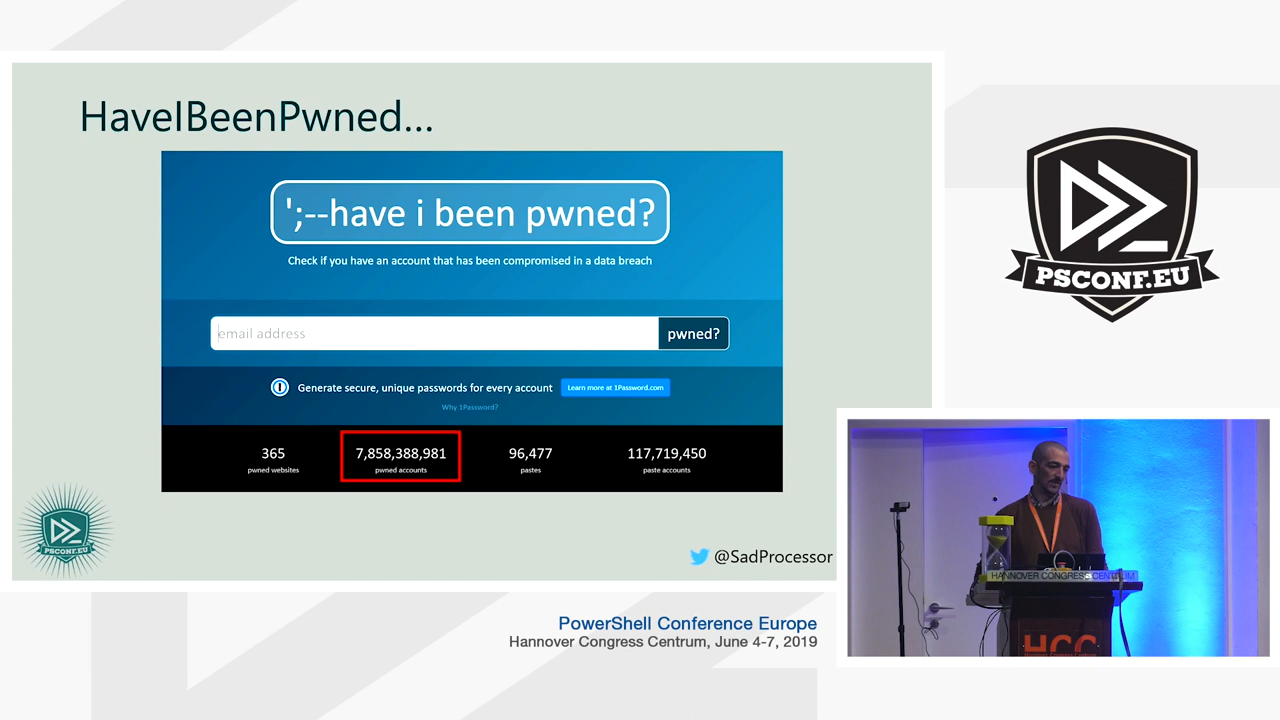 HaveIBeenPwned...
';--have i been pwned?
Check if you have an account that has been compromised in a data breach
email address
pwned?
Generate secure, unique passwords for every account
Learn more at 1Password.com
Why 1Password?
365
pwned websites
7,858,388,981
pwned accounts
96,477
pastes
117,719,450
paste accounts
PSCONF.EU
@SadProcessor
PSCONF.EU
HANNOVER CONGRESS CENTRUM
HCC
Hannover Congress Centrum
PowerShell Conference Europe
Hannover Congress Centrum, June 4-7, 2019